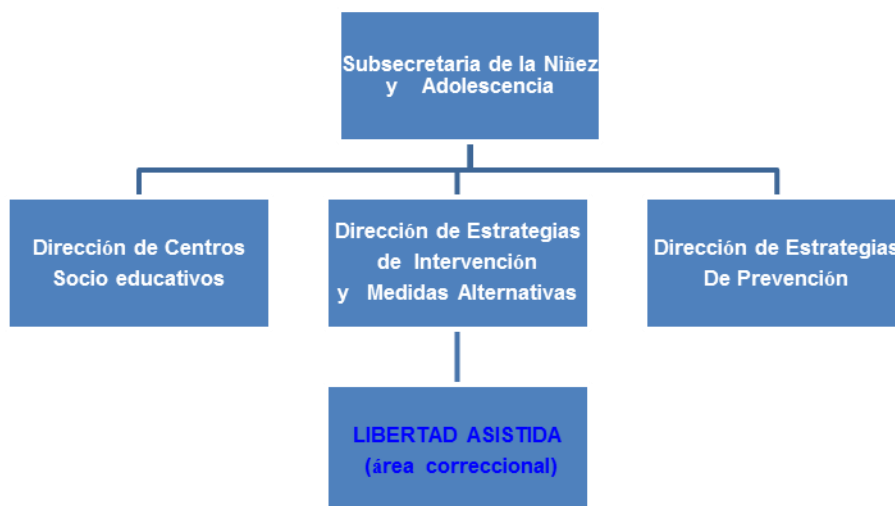 Subsecretaria de la Niñez
y Adolescencia
Dirección de Centros
Socio educativos
Dirección de Estrategias
de Intervención
y Medidas Alternativas
Dirección de Estrategias
De Prevención
LIBERTAD ASISTIDA
(área correccional)